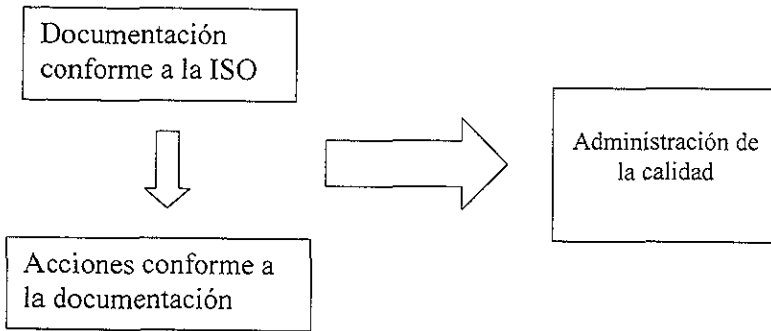 Documentación
conforme a la ISO
Administración de
la calidad
Acciones conforme a
la documentación